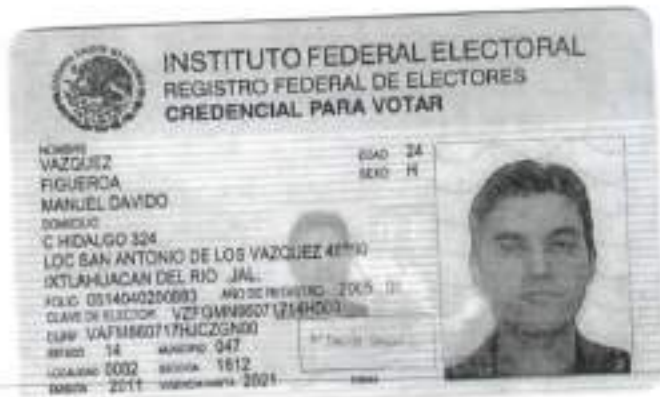 INSTITUTO FEDERAL ELECTORAL
REGISTRO FEDERAL DE ELECTORES
CREDENCIAL PARA VOTAR
NOMBRE
VAZQUEZ
FIGUEROA
MANUEL DAVIDO
EDAD 24
SEXO H
DOMICILIO
C HIDALGO 324
LOC SAN ANTONIO DE LOS VAZQUEZ
IXTLAHUACAN DEL RIO ,JAL.
FOLIO AÑO DE REGISTRO 2005
CLAVE DE ELECTOR
CURP VAFM860717HJCZGN00
ESTADO 14 MUNICIPIO 047
LOCALIDAD 0002 SECCION 1612
EMISION 2011 VIGENCIA HASTA 2021
FIRMA